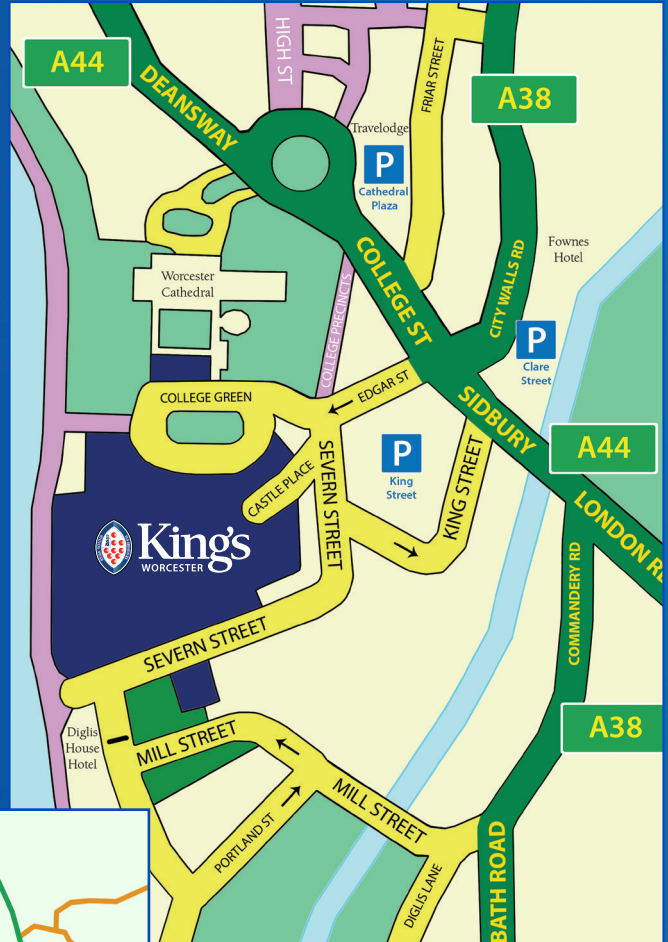 A44
DEANSWAY
HIGH ST
FRIAR STREET
A38
Travelodge
P
Cathedral
Plaza
Fownes
Hotel
Worcester
Cathedral
COLLEGE PRECINCTS
COLLEGE ST
CITY WALLS RD
P
Clare
Street
COLLEGE GREEN
EDGAR ST
SIDBURY
A44
CASTLE PLACE
SEVERN STREET
P
King
Street
KING STREET
LONDON R
King's
WORCESTER
COMMANDERY RD
SEVERN STREET
A38
Diglis
House
Hotel
MILL STREET
MILL STREET
PORTLAND ST
DIGLIS LANE
BATH ROAD